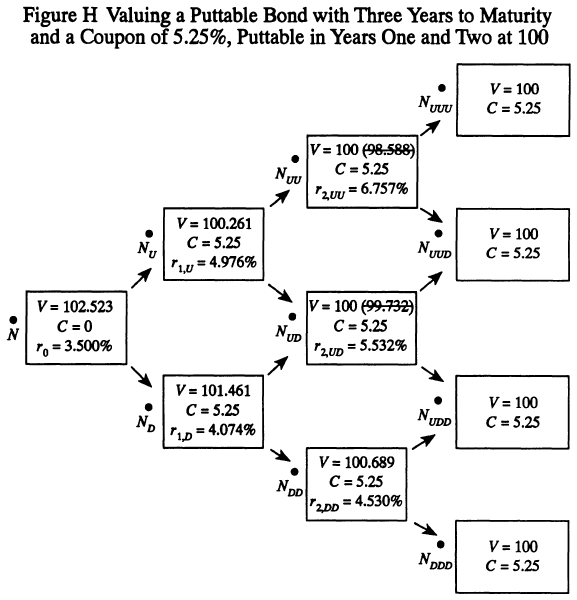 Figure H Valuing a Puttable Bond with Three Years to Maturity
and a Coupon of 5.25%, Puttable in Years One and Two at 100
N
V = 102.523
C = 0
r0 = 3.500%
NU
V = 100.261
C = 5.25
r1,U = 4.976%
ND
V = 101.461
C = 5.25
r1,D = 4.074%
NUU
V = 100 (98.588)
C = 5.25
r2,UU = 6.757%
NUD
V = 100 (99.732)
C = 5.25
r2,UD = 5.532%
NDD
V = 100.689
C = 5.25
r2,DD = 4.530%
NUUU
V = 100
C = 5.25
NUUD
V = 100
C = 5.25
NUDD
V = 100
C = 5.25
NDDD
V = 100
C = 5.25